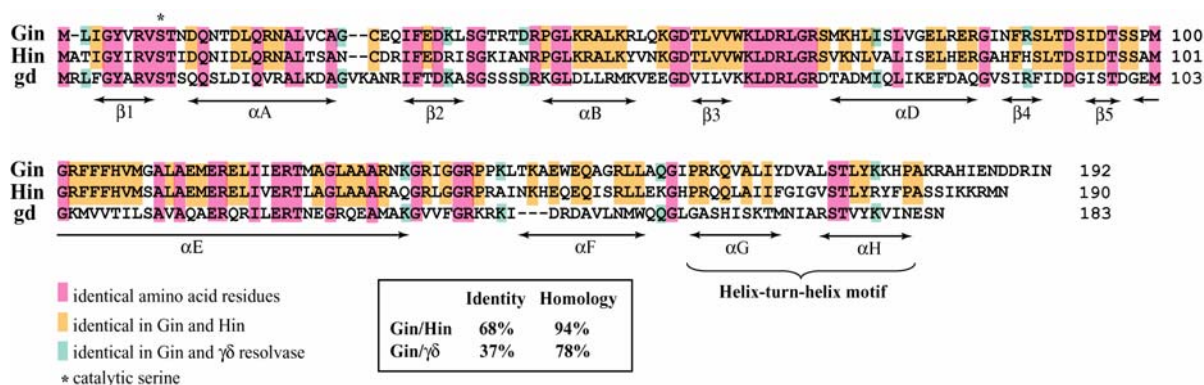 *
Gin M-LIGYVRVSTNDQNTDLQRNALVCAG--CEQIFEDKLSGTRTDRPGLKRALKRLQKGDTLVVWKLDRLGRSMKHLISLVGELRERGINFRSLTDSIDTSSPM 100
Hin MATIGYIRVSTIDQNIDLQRNALTSAN--CDRIFEDRISGKIANRPGLKRALKYVNKGDTLVVWKLDRLGRSVKNLVALISELHERGAHFHSLTDSIDTSSPM 101
gd MRLFGYARVSTSQQSLDIQVRALKDAGVKANRIFTDKASGSSSDRKGLDLLRMKVEEGDVILVKKLDRLGRDTADMIQLIKEFDAQGVSIRFIDDGISTDGEM 103
β1 αA β2 αB β3 αD β4 β5
Gin GRFFFHVMGALAEMERELIIERTMAGLAAARNKGRIGGRPPKLTKAEWEQAGRLLAQGIPRKQVALIYDVALSTLYKKHPAKRAHIENDDRIN 192
Hin GRFFFHVMSALAEMERELIVERTLAGLAAARAQGRLGGRPRAINKHEQEQISRLLEKGHPRQQLAIIFGIGVSTLYRYFPASSIKKRMN 190
gd GKMVVTILSAVAQAERQRILERTNEGRQEAMAKGVVFGRKRKI---DRDAVLNMWQQGLGASHISKTMNIARSTVYKVINESN 183
αE αF αG αH
Helix-turn-helix motif
identical amino acid residues
identical in Gin and Hin
identical in Gin and γδ resolvase
* catalytic serine
Identity Homology
Gin/Hin 68% 94%
Gin/γδ 37% 78%